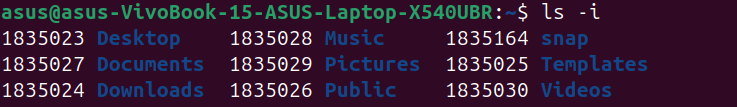 asus@asus-VivoBook-15-ASUS-Laptop-X540UBR:~$ ls -i
1835023 Desktop    1835028 Music     1835164 snap
1835027 Documents  1835029 Pictures  1835025 Templates
1835024 Downloads  1835026 Public    1835030 Videos